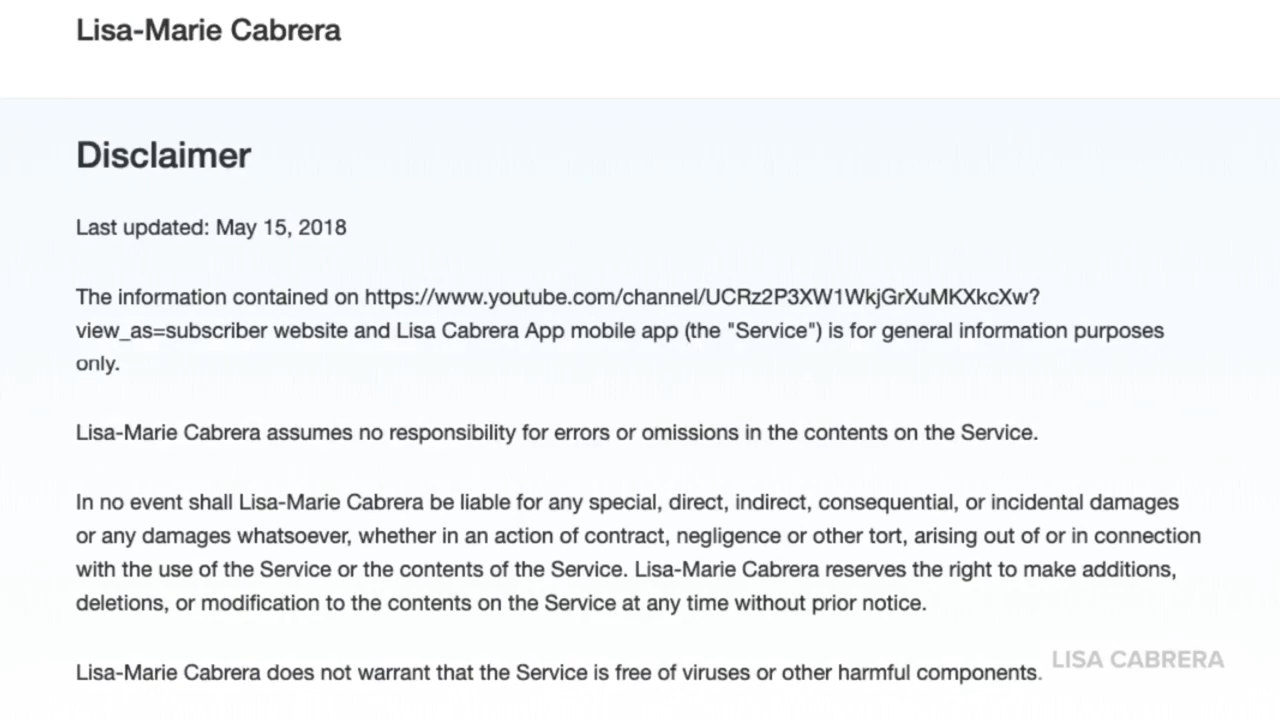 Lisa-Marie Cabrera
Disclaimer
Last updated: May 15, 2018
The information contained on https://www.youtube.com/channel/UCRz2P3XW1WkjGrXuMKXkcXw?
view_as=subscriber website and Lisa Cabrera App mobile app (the "Service") is for general information purposes
only.
Lisa-Marie Cabrera assumes no responsibility for errors or omissions in the contents on the Service.
In no event shall Lisa-Marie Cabrera be liable for any special, direct, indirect, consequential, or incidental damages
or any damages whatsoever, whether in an action of contract, negligence or other tort, arising out of or in connection
with the use of the Service or the contents of the Service. Lisa-Marie Cabrera reserves the right to make additions,
deletions, or modification to the contents on the Service at any time without prior notice.
Lisa-Marie Cabrera does not warrant that the Service is free of viruses or other harmful components.
LISA CABRERA